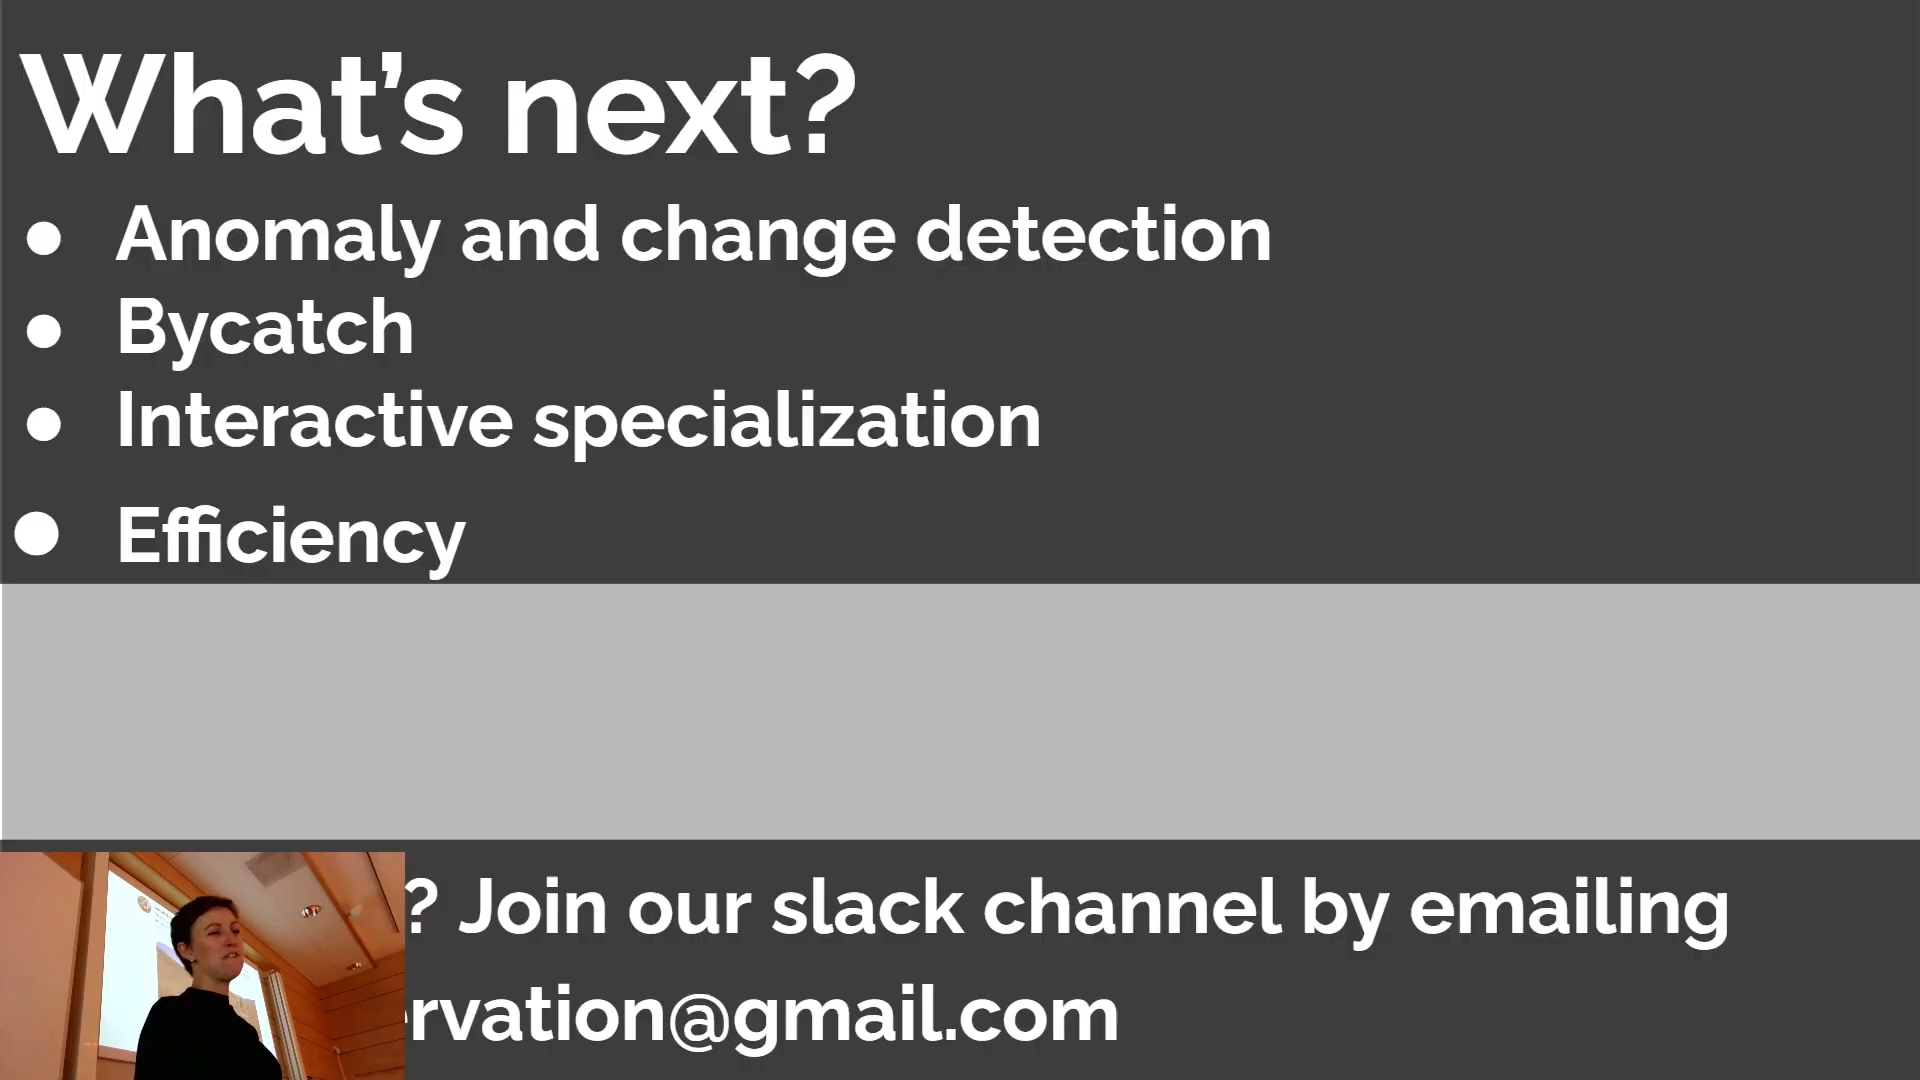 What’s next?
● Anomaly and change detection
● Bycatch
● Interactive specialization
● Efficiency
? Join our slack channel by emailing
rvation@gmail.com